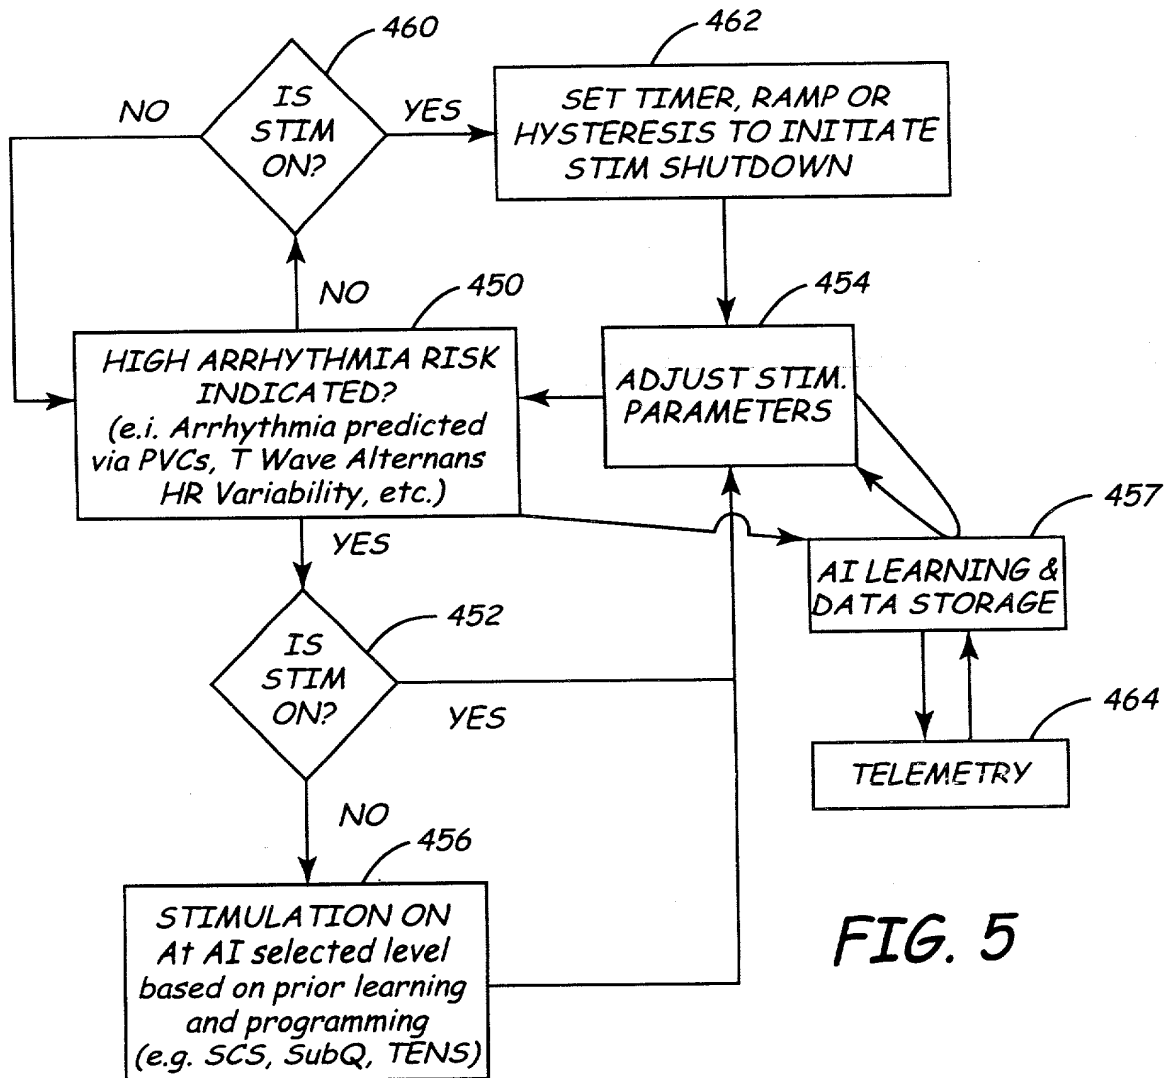 460
IS
STIM
ON?
NO
YES
462
SET TIMER, RAMP OR
HYSTERESIS TO INITIATE
STIM SHUTDOWN
NO
450
HIGH ARRHYTHMIA RISK
INDICATED?
(e.i. Arrhythmia predicted
via PVCs, T Wave Alternans
HR Variability, etc.)
454
ADJUST STIM.
PARAMETERS
457
AI LEARNING &
DATA STORAGE
YES
452
IS
STIM
ON?
YES
464
TELEMETRY
NO
456
STIMULATION ON
At AI selected level
based on prior learning
and programming
(e.g. SCS, SubQ, TENS)
FIG. 5